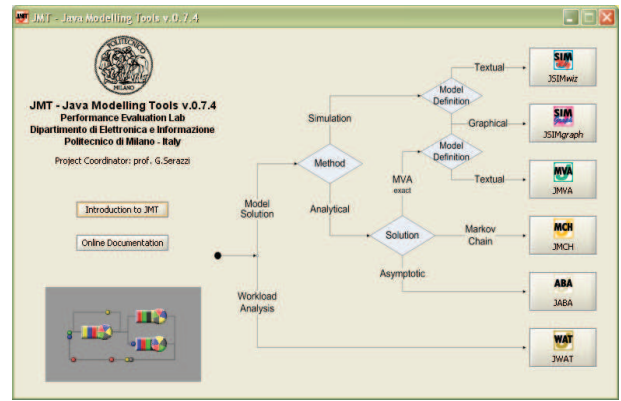 JMT - Java Modelling Tools v.0.7.4
POLITECNICO
MILANO
JMT - Java Modelling Tools v.0.7.4
Performance Evaluation Lab
Dipartimento di Elettronica e Informazione
Politecnico di Milano - Italy
Project Coordinator: prof. G.Serazzi
Introduction to JMT
Online Documentation
Model
Solution
Workload
Analysis
Simulation
Method
Analytical
Model
Definition
Textual
Graphical
Model
Definition
Textual
MVA
exact
Solution
Markov
Chain
Asymptotic
SIM
JSIMwiz
SIM
JSIMgraph
MVA
JMVA
MCH
JMCH
ABA
JABA
WAT
JWAT